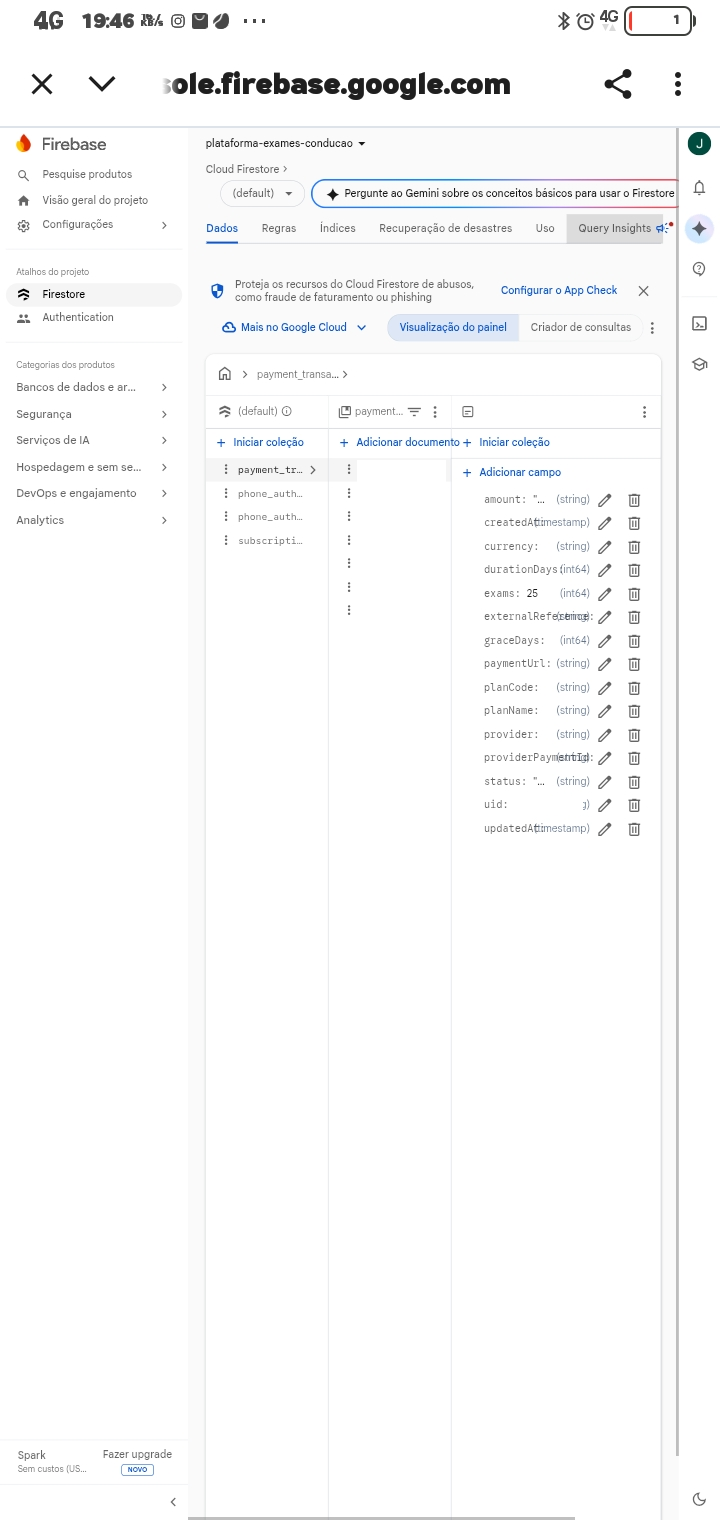 4G 19:46 19 KB/S ··· 4G 1
ole.firebase.google.com
Firebase
Pesquise produtos
Visão geral do projeto
Configurações
Atalhos do projeto
Firestore
Authentication
Categorias dos produtos
Bancos de dados e ar...
Segurança
Serviços de IA
Hospedagem e sem se...
DevOps e engajamento
Analytics
Spark
Sem custos (US...
Fazer upgrade
NOVO
plataforma-exames-conducao
Cloud Firestore
(default)
Pergunte ao Gemini sobre os conceitos básicos para usar o Firestore
Dados Regras Índices Recuperação de desastres Uso Query Insights
Proteja os recursos do Cloud Firestore de abusos,
como fraude de faturamento ou phishing
Configurar o App Check
Mais no Google Cloud
Visualização do painel
Criador de consultas
payment_transa...
(default)
+ Iniciar coleção
payment_tr...
phone_auth...
phone_auth...
subscripti...
payment...
+ Adicionar documento
+ Iniciar coleção
+ Adicionar campo
amount: "... (string)
createdAt: timestamp)
currency: (string)
durationDays: (int64)
exams: 25 (int64)
externalReference: (string)
graceDays: (int64)
paymentUrl: (string)
planCode: (string)
planName: (string)
provider: (string)
providerPaymentId: (string)
status: "... (string)
uid: g)
updatedAt: timestamp)
J